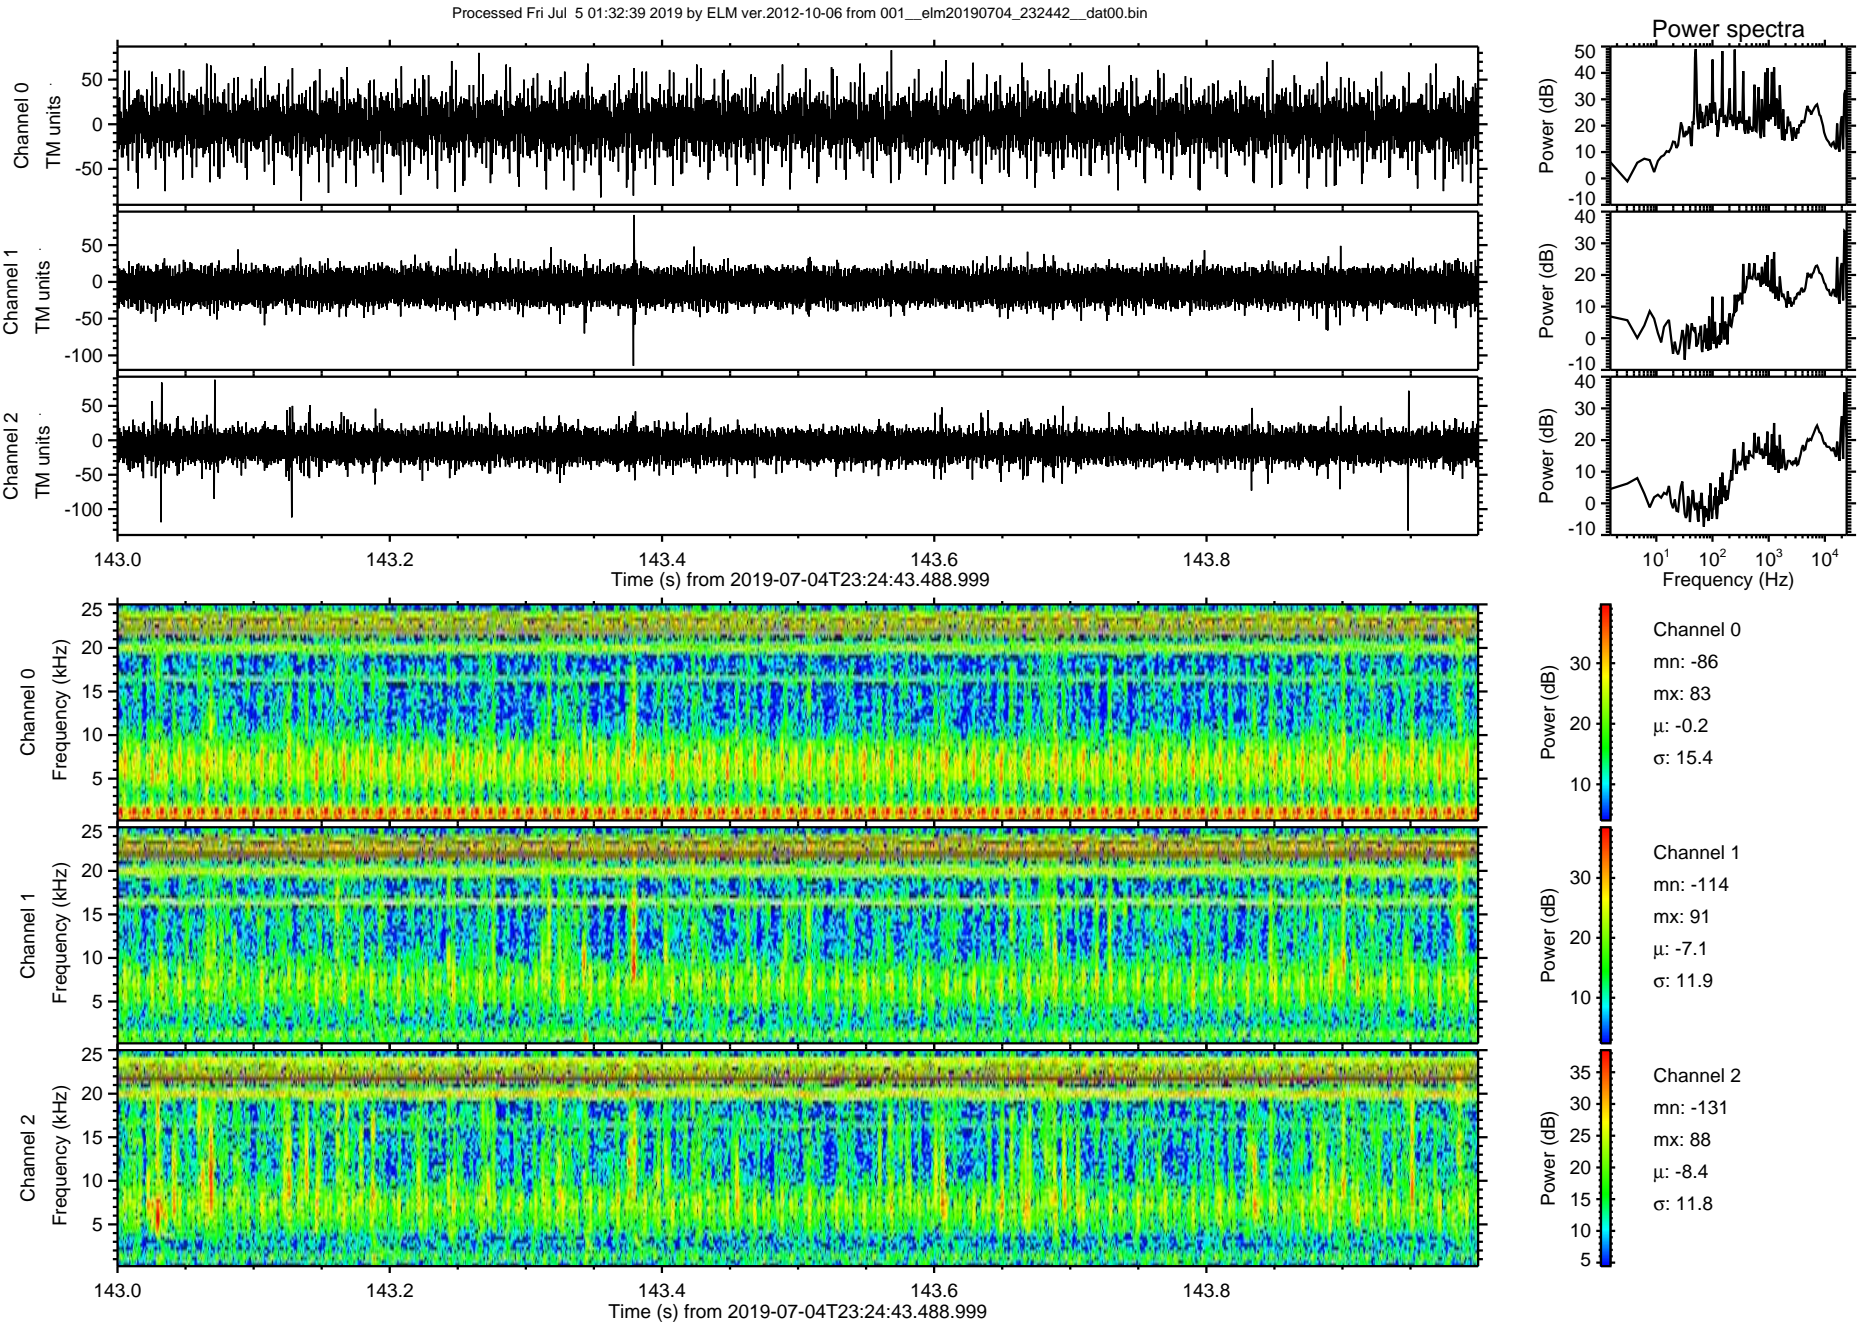 Processed Fri Jul  5 01:32:39 2019 by ELM ver.2012-10-06 from 001__elm20190704_232442__dat00.bin
Power spectra
Channel 0
TM units
50
0
-50
Power (dB)
50
40
30
20
10
0
-10
Channel 1
TM units
50
0
-50
-100
Power (dB)
40
30
20
10
0
-10
Channel 2
TM units
50
0
-50
-100
Power (dB)
40
30
20
10
0
-10
143.0 143.2 143.4 143.6 143.8
Time (s) from 2019-07-04T23:24:43.488.999
10¹ 10² 10³ 10⁴
Frequency (Hz)
Channel 0
Frequency (kHz)
25
20
15
10
5
Power (dB)
30
20
10
Channel 0
mn: -86
mx: 83
μ: -0.2
σ: 15.4
Channel 1
Frequency (kHz)
25
20
15
10
5
Power (dB)
30
20
10
Channel 1
mn: -114
mx: 91
μ: -7.1
σ: 11.9
Channel 2
Frequency (kHz)
25
20
15
10
5
Power (dB)
35
30
25
20
15
10
5
Channel 2
mn: -131
mx: 88
μ: -8.4
σ: 11.8
143.0 143.2 143.4 143.6 143.8
Time (s) from 2019-07-04T23:24:43.488.999